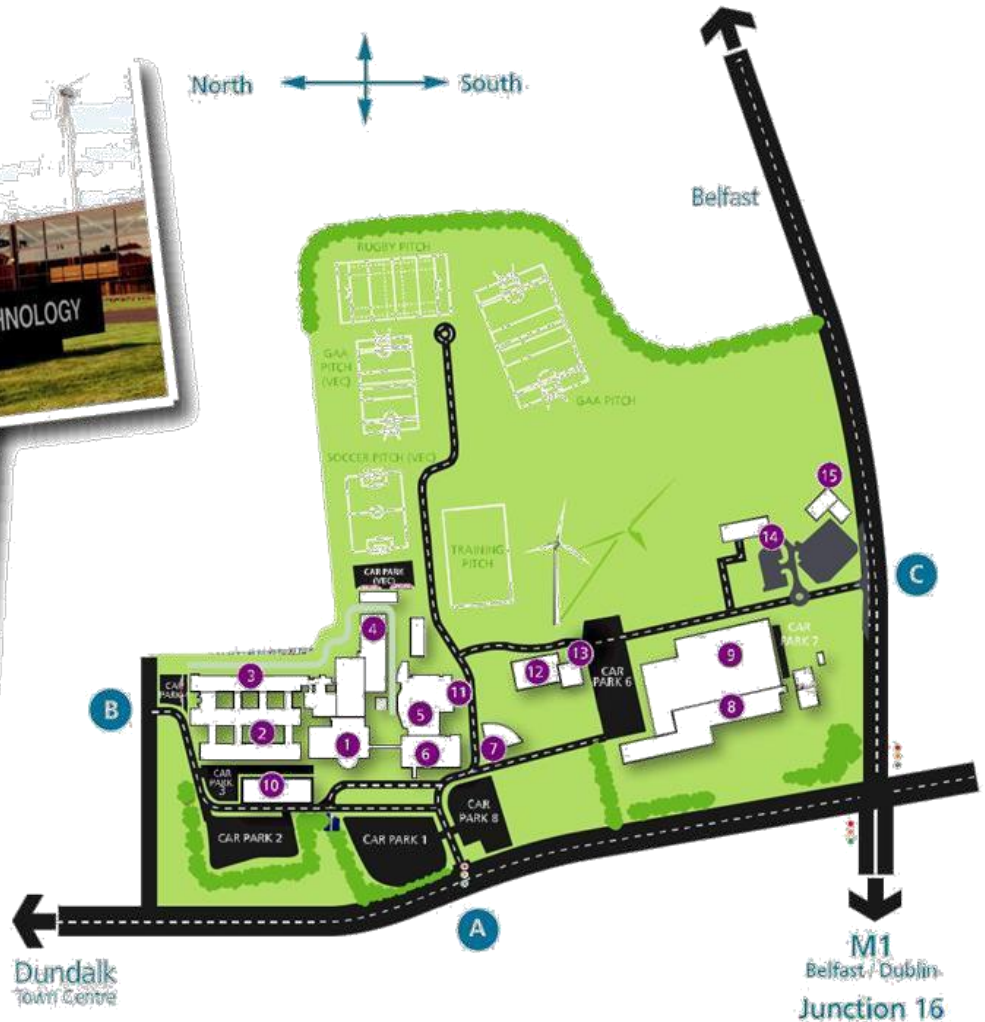 North
South
Belfast
HNOLOGY
RUGBY PITCH
GAA
PITCH
(VEC)
GAA PITCH
SOCCER PITCH (VEC)
TRAINING
PITCH
CAR PARK
(VEC)
15
14
C
4
13
12
CAR
PARK 6
CAR
PARK 7
9
3
CAR
PARK
B
11
8
5
2
1
6
7
CAR
PARK
3
10
CAR
PARK 8
CAR PARK 2
CAR PARK 1
A
Dundalk
Town Centre
M1
Belfast / Dublin
Junction 16